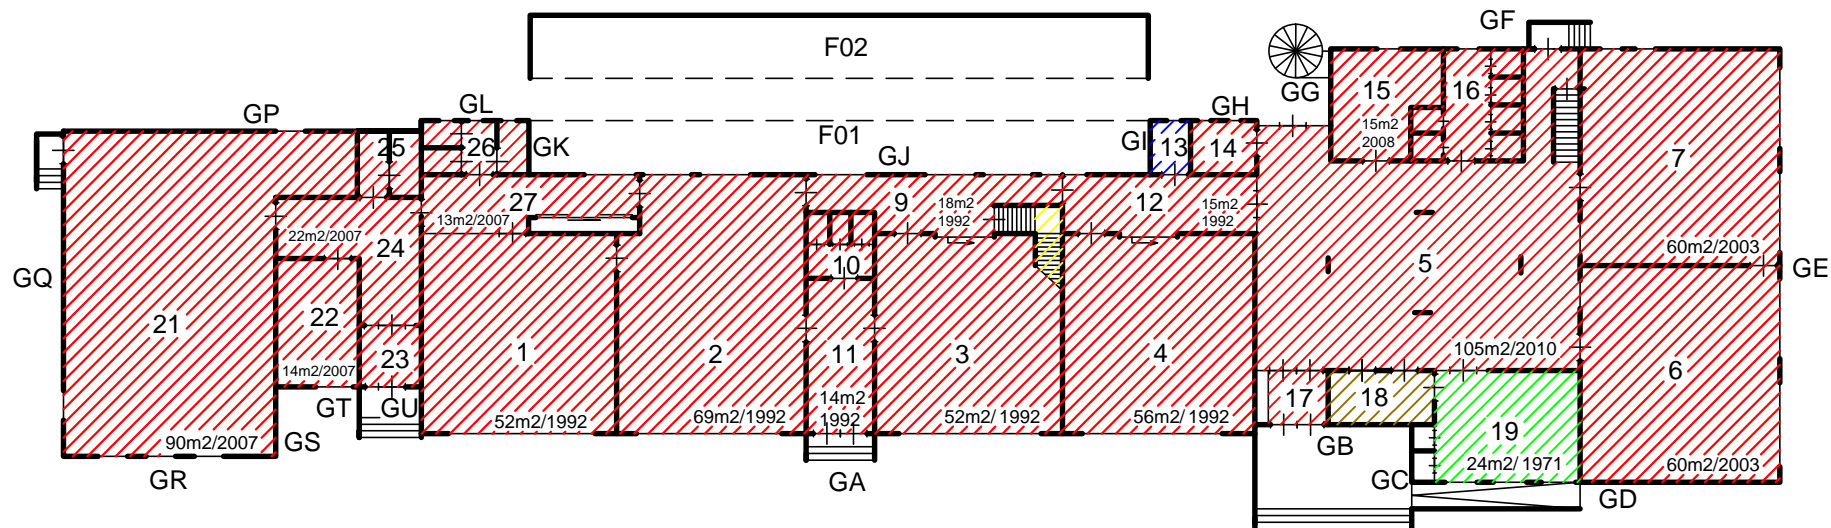 GF
F02
15
16
GL
GP
GG
GH
F01
15m2
2008
25
26
GK
GJ
GI
13
14
7
27
13m2/2007
9
18m2
1992
12
15m2
1992
22m2/2007
24
10
60m2/2003
5
GQ
GE
21
22
23
1
2
11
3
4
105m2/2010
6
14m2/2007
GT
GU
14m2
1992
17
18
52m2/1992
69m2/1992
52m2/1992
56m2/1992
90m2/2007
GS
GB
19
24m2/1971
60m2/2003
GR
GA
GC
GD